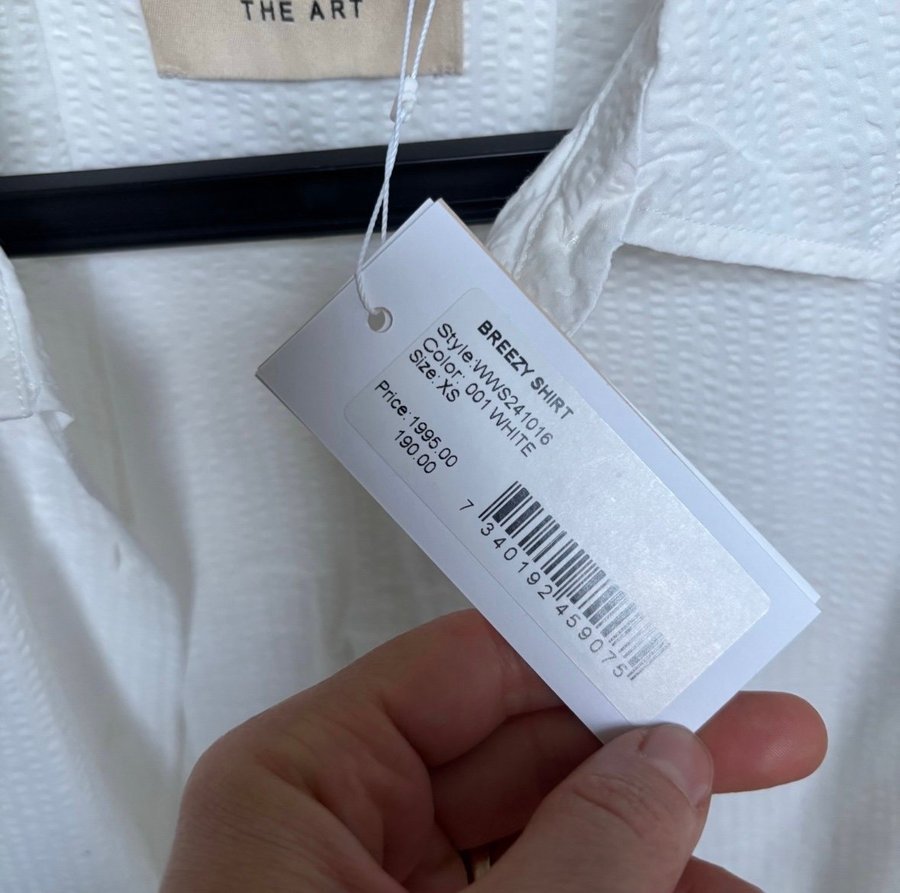 THE ART
BREEZY SHIRT
Style:WWS241016
Color: 001 WHITE
Size: XS
Price:1995.00
190.00
7 340192 459075